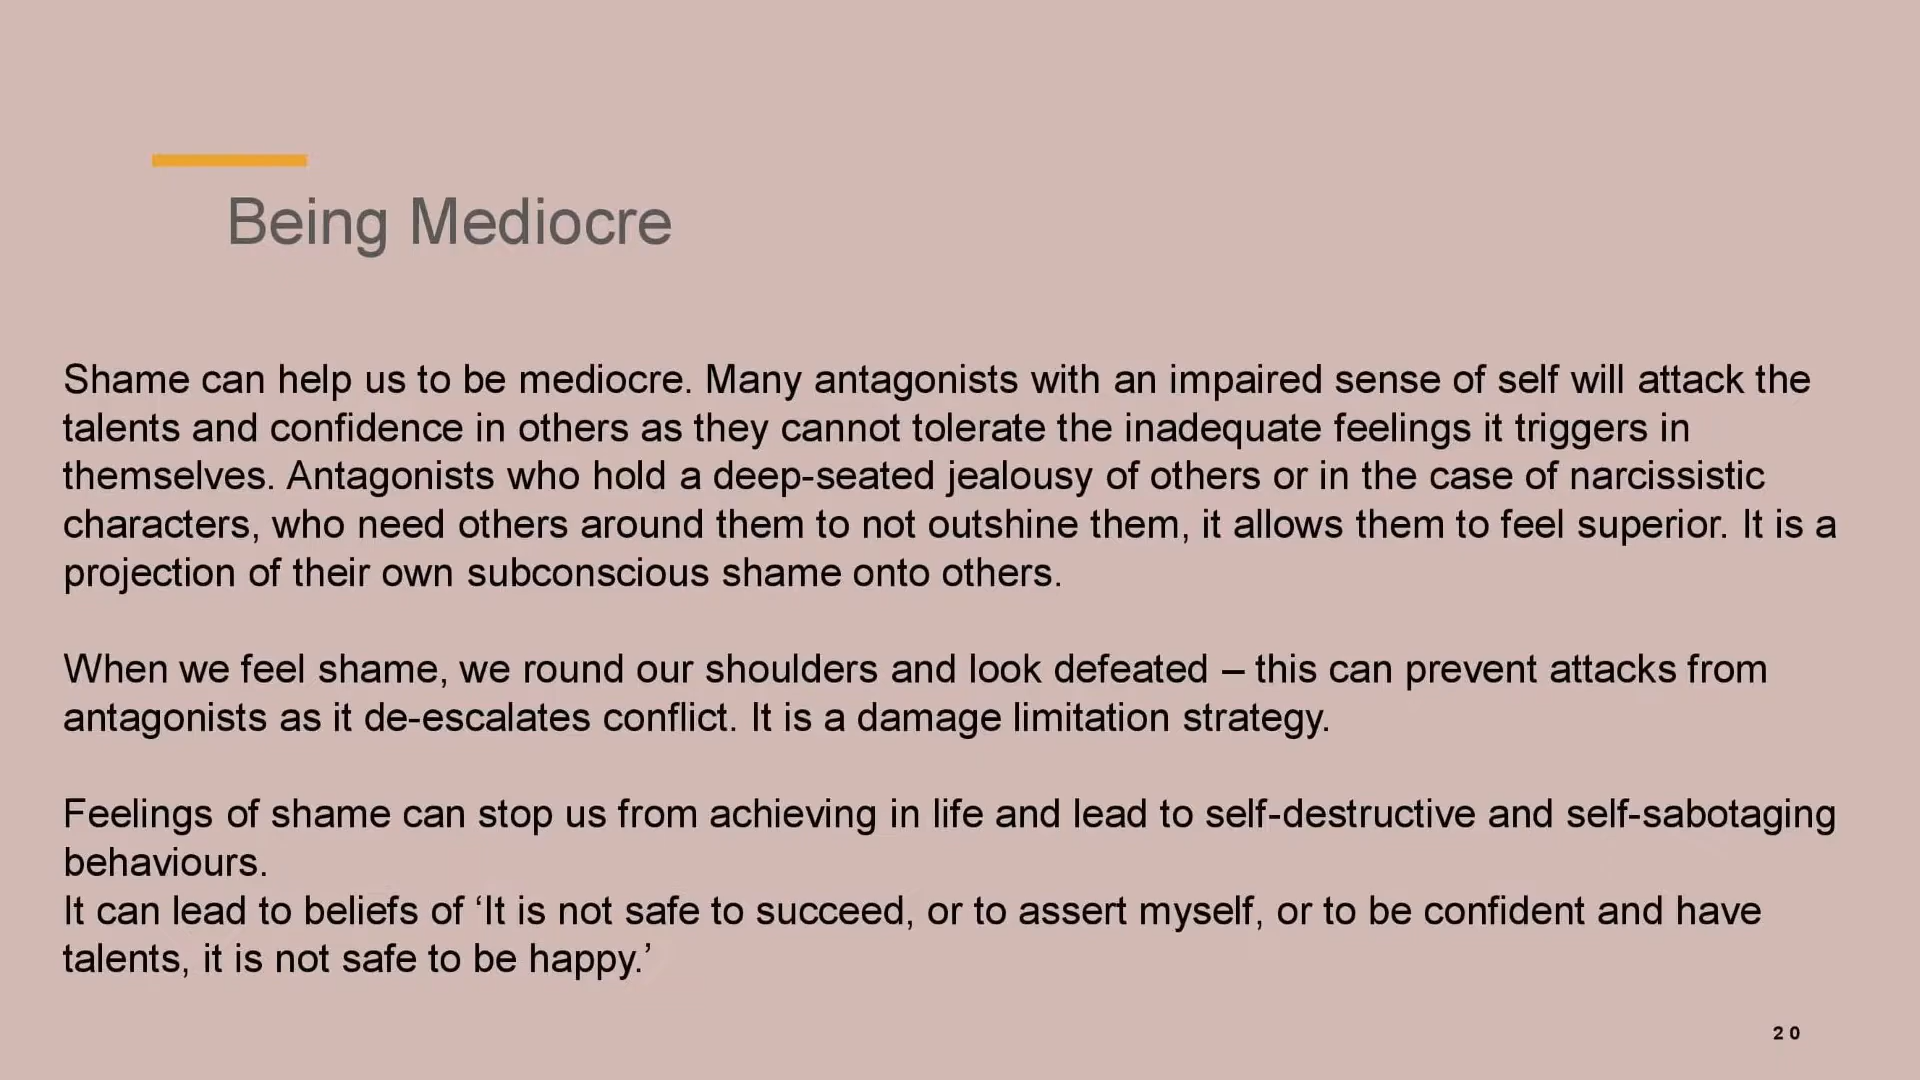 Being Mediocre
Shame can help us to be mediocre. Many antagonists with an impaired sense of self will attack the
talents and confidence in others as they cannot tolerate the inadequate feelings it triggers in
themselves. Antagonists who hold a deep-seated jealousy of others or in the case of narcissistic
characters, who need others around them to not outshine them, it allows them to feel superior. It is a
projection of their own subconscious shame onto others.
When we feel shame, we round our shoulders and look defeated – this can prevent attacks from
antagonists as it de-escalates conflict. It is a damage limitation strategy.
Feelings of shame can stop us from achieving in life and lead to self-destructive and self-sabotaging
behaviours.
It can lead to beliefs of ‘It is not safe to succeed, or to assert myself, or to be confident and have
talents, it is not safe to be happy.’
20